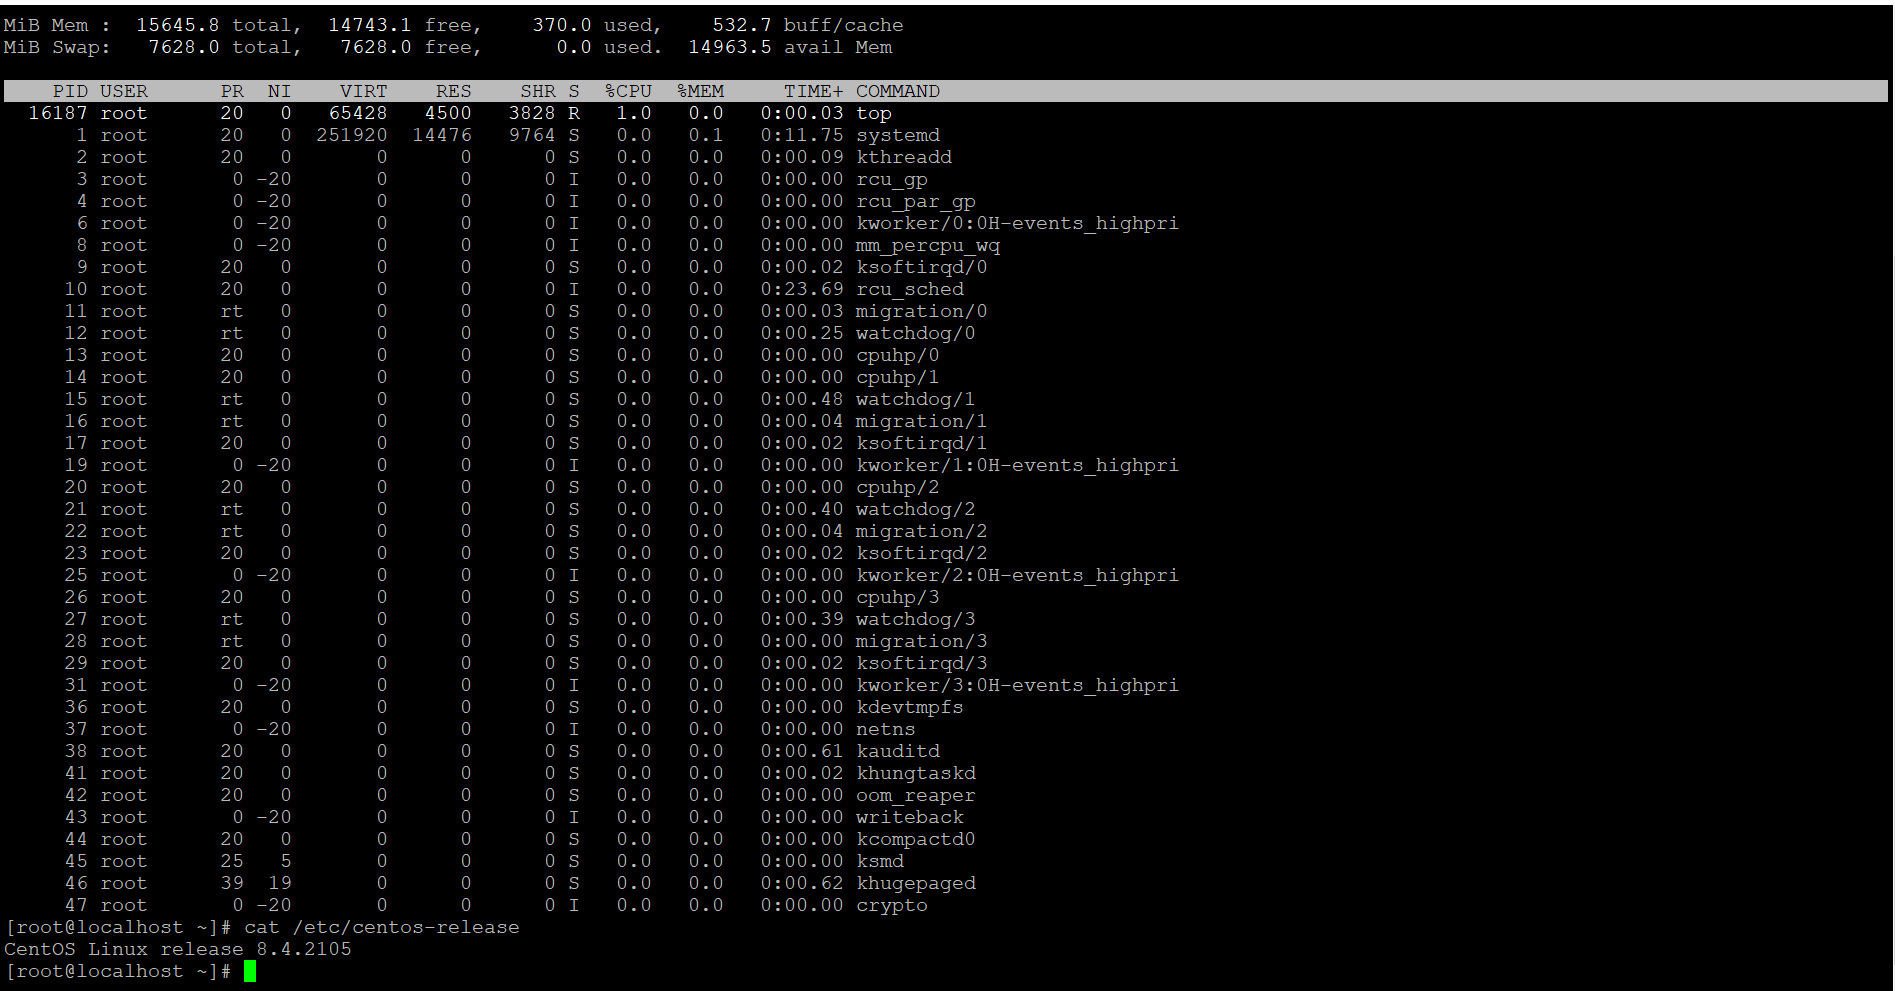 MiB Mem :  15645.8 total,  14743.1 free,    370.0 used,    532.7 buff/cache
MiB Swap:   7628.0 total,   7628.0 free,      0.0 used.  14963.5 avail Mem
    PID USER      PR  NI    VIRT    RES    SHR S  %CPU  %MEM     TIME+ COMMAND
  16187 root      20   0   65428   4500   3828 R   1.0   0.0   0:00.03 top
      1 root      20   0  251920  14476   9764 S   0.0   0.1   0:11.75 systemd
      2 root      20   0       0      0      0 S   0.0   0.0   0:00.09 kthreadd
      3 root       0 -20       0      0      0 I   0.0   0.0   0:00.00 rcu_gp
      4 root       0 -20       0      0      0 I   0.0   0.0   0:00.00 rcu_par_gp
      6 root       0 -20       0      0      0 I   0.0   0.0   0:00.00 kworker/0:0H-events_highpri
      8 root       0 -20       0      0      0 I   0.0   0.0   0:00.00 mm_percpu_wq
      9 root      20   0       0      0      0 S   0.0   0.0   0:00.02 ksoftirqd/0
     10 root      20   0       0      0      0 I   0.0   0.0   0:23.69 rcu_sched
     11 root      rt   0       0      0      0 S   0.0   0.0   0:00.03 migration/0
     12 root      rt   0       0      0      0 S   0.0   0.0   0:00.25 watchdog/0
     13 root      20   0       0      0      0 S   0.0   0.0   0:00.00 cpuhp/0
     14 root      20   0       0      0      0 S   0.0   0.0   0:00.00 cpuhp/1
     15 root      rt   0       0      0      0 S   0.0   0.0   0:00.48 watchdog/1
     16 root      rt   0       0      0      0 S   0.0   0.0   0:00.04 migration/1
     17 root      20   0       0      0      0 S   0.0   0.0   0:00.02 ksoftirqd/1
     19 root       0 -20       0      0      0 I   0.0   0.0   0:00.00 kworker/1:0H-events_highpri
     20 root      20   0       0      0      0 S   0.0   0.0   0:00.00 cpuhp/2
     21 root      rt   0       0      0      0 S   0.0   0.0   0:00.40 watchdog/2
     22 root      rt   0       0      0      0 S   0.0   0.0   0:00.04 migration/2
     23 root      20   0       0      0      0 S   0.0   0.0   0:00.02 ksoftirqd/2
     25 root       0 -20       0      0      0 I   0.0   0.0   0:00.00 kworker/2:0H-events_highpri
     26 root      20   0       0      0      0 S   0.0   0.0   0:00.00 cpuhp/3
     27 root      rt   0       0      0      0 S   0.0   0.0   0:00.39 watchdog/3
     28 root      rt   0       0      0      0 S   0.0   0.0   0:00.00 migration/3
     29 root      20   0       0      0      0 S   0.0   0.0   0:00.02 ksoftirqd/3
     31 root       0 -20       0      0      0 I   0.0   0.0   0:00.00 kworker/3:0H-events_highpri
     36 root      20   0       0      0      0 S   0.0   0.0   0:00.00 kdevtmpfs
     37 root       0 -20       0      0      0 I   0.0   0.0   0:00.00 netns
     38 root      20   0       0      0      0 S   0.0   0.0   0:00.61 kauditd
     41 root      20   0       0      0      0 S   0.0   0.0   0:00.02 khungtaskd
     42 root      20   0       0      0      0 S   0.0   0.0   0:00.00 oom_reaper
     43 root       0 -20       0      0      0 I   0.0   0.0   0:00.00 writeback
     44 root      20   0       0      0      0 S   0.0   0.0   0:00.00 kcompactd0
     45 root      25   5       0      0      0 S   0.0   0.0   0:00.00 ksmd
     46 root      39  19       0      0      0 S   0.0   0.0   0:00.62 khugepaged
     47 root       0 -20       0      0      0 I   0.0   0.0   0:00.00 crypto
[root@localhost ~]# cat /etc/centos-release
CentOS Linux release 8.4.2105
[root@localhost ~]#